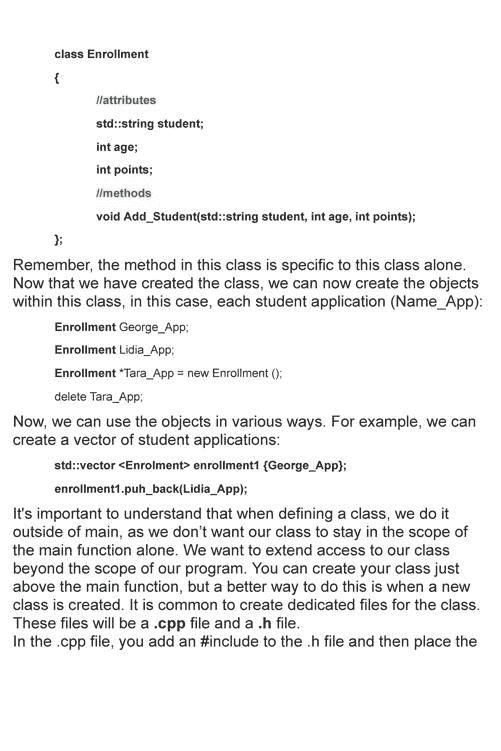 class Enrollment
{
//attributes
std::string student;
int age;
int points;
//methods
void Add_Student(std::string student, int age, int points);
};
Remember, the method in this class is specific to this class alone.
Now that we have created the class, we can now create the objects
within this class, in this case, each student application (Name_App):
Enrollment George_App;
Enrollment Lidia_App;
Enrollment *Tara_App = new Enrollment ();
delete Tara_App;
Now, we can use the objects in various ways. For example, we can
create a vector of student applications:
std::vector <Enrolment> enrollment1 {George_App};
enrollment1.puh_back(Lidia_App);
It's important to understand that when defining a class, we do it
outside of main, as we don’t want our class to stay in the scope of
the main function alone. We want to extend access to our class
beyond the scope of our program. You can create your class just
above the main function, but a better way to do this is when a new
class is created. It is common to create dedicated files for the class.
These files will be a .cpp file and a .h file.
In the .cpp file, you add an #include to the .h file and then place the